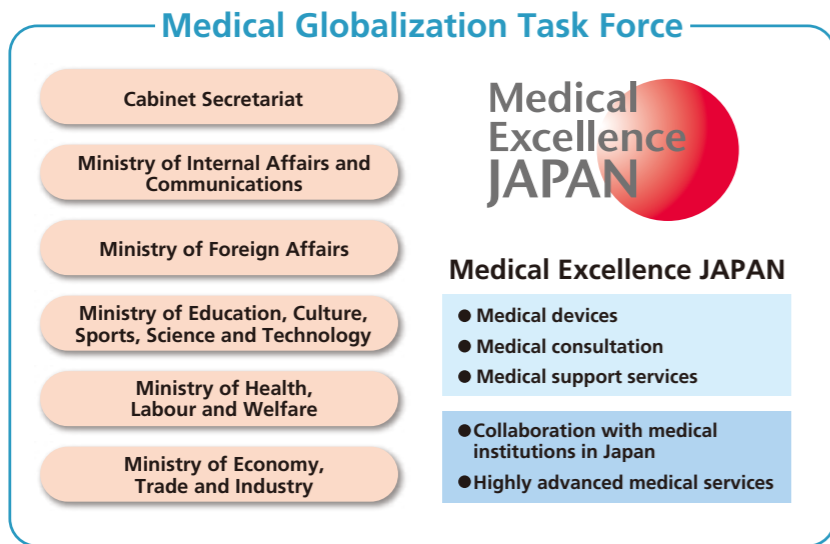 Medical Globalization Task Force
Cabinet Secretariat
Ministry of Internal Affairs and
Communications
Ministry of Foreign Affairs
Ministry of Education, Culture,
Sports, Science and Technology
Ministry of Health,
Labour and Welfare
Ministry of Economy,
Trade and Industry
Medical
Excellence
JAPAN
Medical Excellence JAPAN
● Medical devices
● Medical consultation
● Medical support services
● Collaboration with medical
institutions in Japan
● Highly advanced medical services